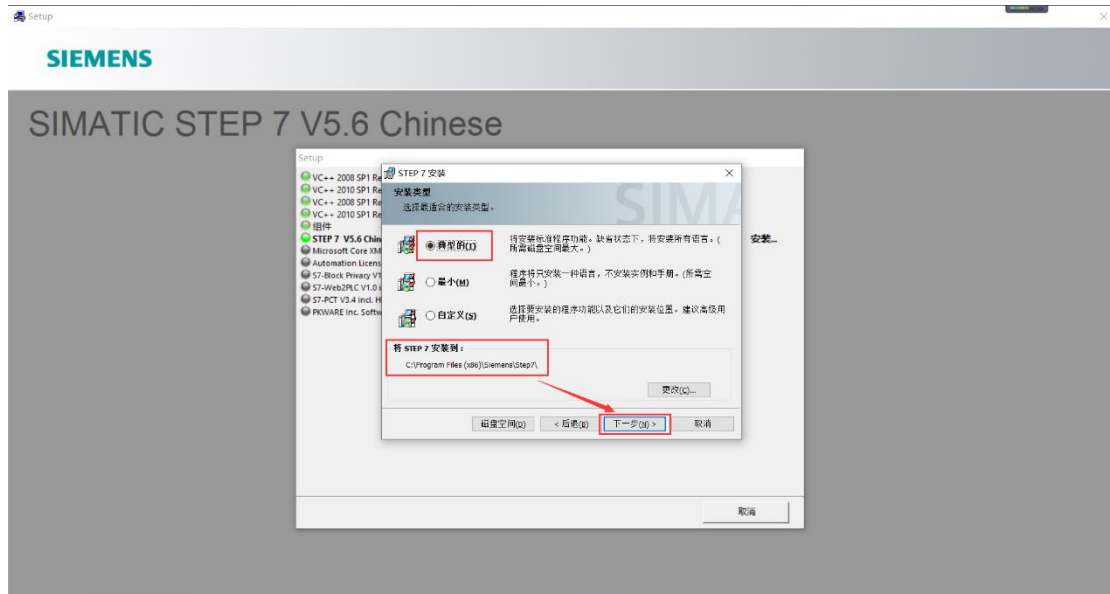 Setup
SIEMENS
SIMATIC STEP 7 V5.6 Chinese
Setup
VC++ 2008 SP1 Re
VC++ 2010 SP1 Re
VC++ 2008 SP1 Re
VC++ 2010 SP1 Re
组件
STEP 7 V5.6 Chin
Microsoft Core XM
Automation Licens
S7-Block Privacy V1
S7-Web2PLC V1.0 i
S7-PCT V3.4 incl. H
PKWARE Inc. Softw
安装...
STEP 7 安装
安装类型
选择最适合的安装类型。
SIMA
典型的(T)
将安装标准程序功能。缺省状态下，将安装所有语言。(
所需磁盘空间最大。)
最小(M)
程序将只安装一种语言，不安装实例和手册。(所需空
间最小。)
自定义(S)
选择要安装的程序功能以及它们的安装位置。建议高级用
户使用。
将 STEP 7 安装到：
C:\Program Files (x86)\Siemens\Step7\
更改(C)...
磁盘空间(D)
< 后退(B)
下一步(N) >
取消
取消